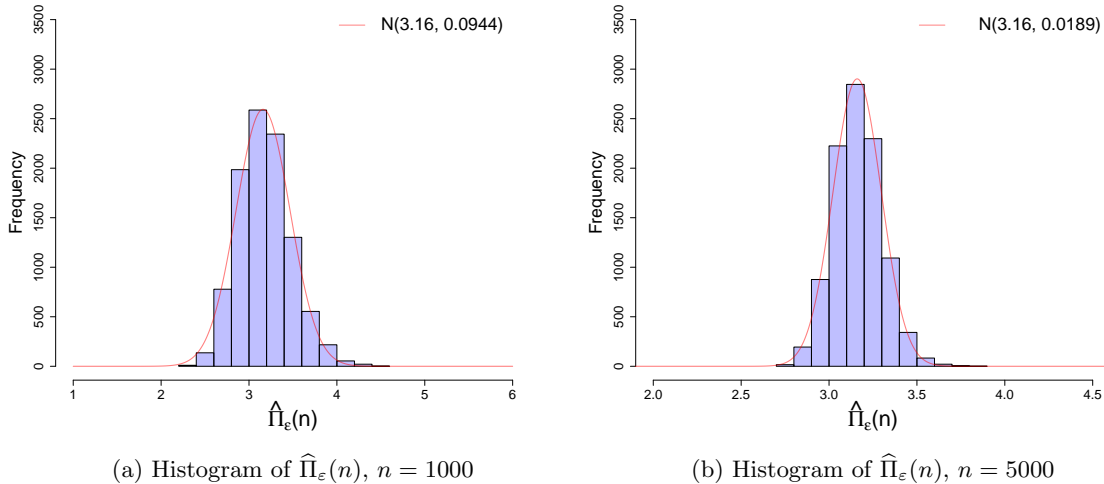 N(3.16, 0.0944)
Frequency
3500
3000
2500
2000
1500
1000
500
0
1 2 3 4 5 6
Π̂ε(n)
(a) Histogram of Π̂ε(n), n = 1000
N(3.16, 0.0189)
Frequency
3500
3000
2500
2000
1500
1000
500
0
2.0 2.5 3.0 3.5 4.0 4.5
Π̂ε(n)
(b) Histogram of Π̂ε(n), n = 5000